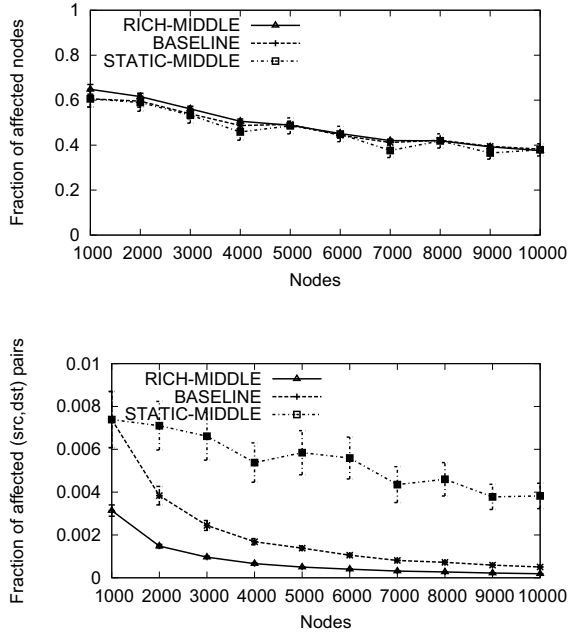 Fraction of affected nodes
1
0.8
0.6
0.4
0.2
0
RICH-MIDDLE
BASELINE
STATIC-MIDDLE
1000 2000 3000 4000 5000 6000 7000 8000 9000 10000
Nodes
Fraction of affected (src,dst) pairs
0.01
0.008
0.006
0.004
0.002
0
RICH-MIDDLE
BASELINE
STATIC-MIDDLE
1000 2000 3000 4000 5000 6000 7000 8000 9000 10000
Nodes